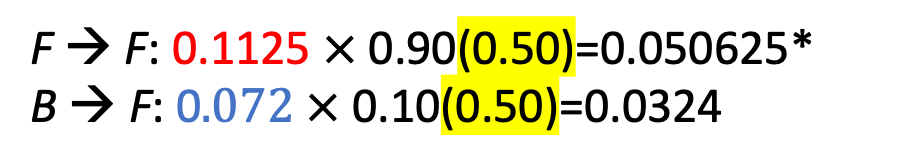 F → F: 0.1125 × 0.90(0.50)=0.050625*
B → F: 0.072 × 0.10(0.50)=0.0324